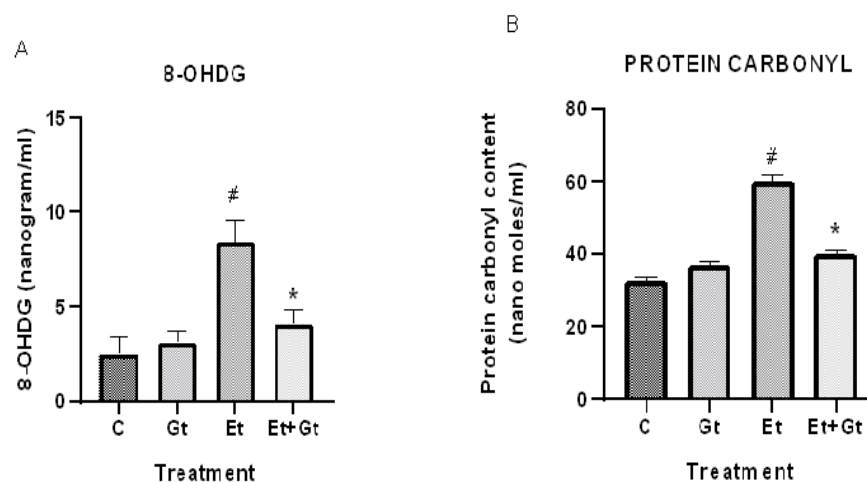 A
8-OHDG
8-OHDG (nanogram/ml)
15
10
5
0
#
*
C Gt Et Et+Gt
Treatment
B
PROTEIN CARBONYL
Protein carbonyl content
(nano moles/ml)
80
60
40
20
0
#
*
C Gt Et Et+Gt
Treatment